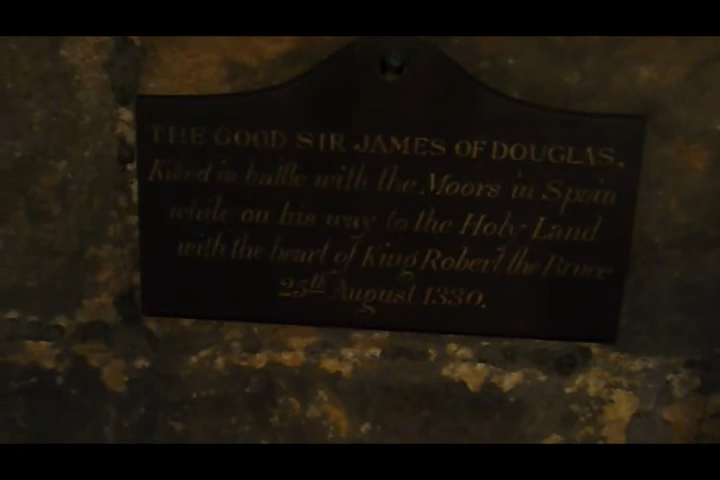 THE GOOD SIR JAMES OF DOUGLAS,
Killed in battle with the Moors in Spain
while on his way to the Holy Land
with the heart of King Robert the Bruce
25th August 1330.